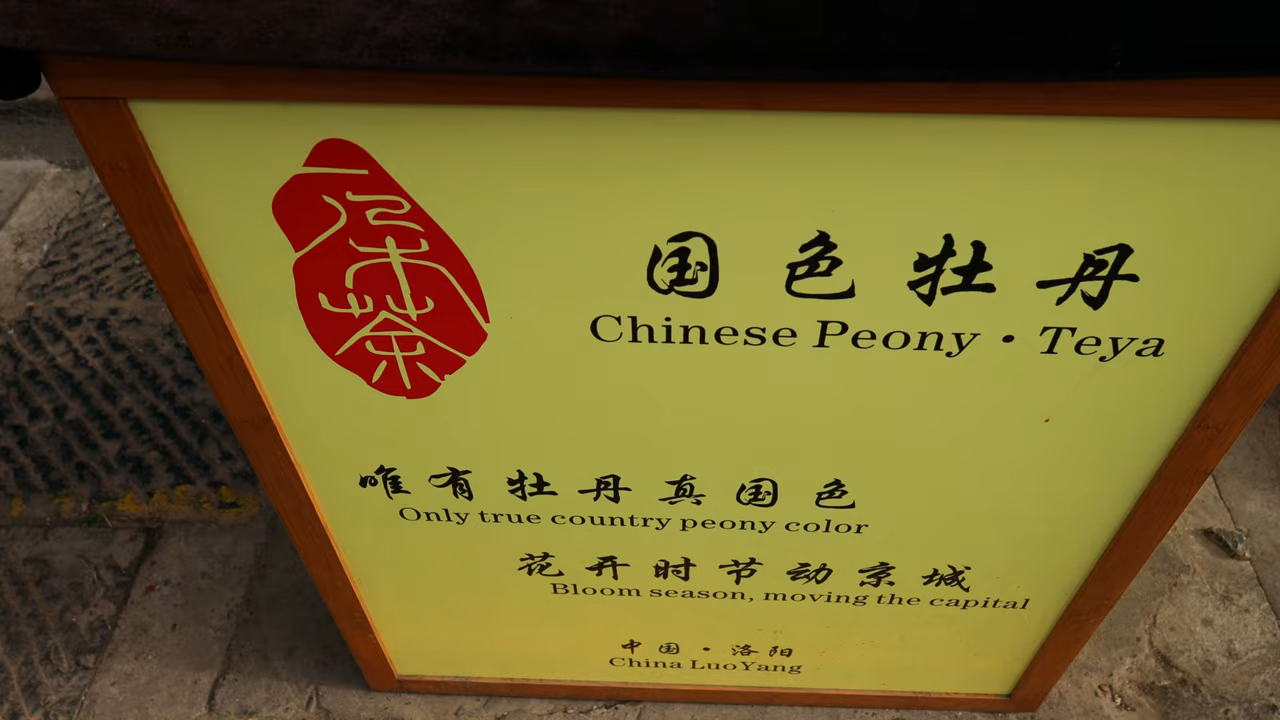 朵茶
国色牡丹
Chinese Peony · Teya
唯有牡丹真国色
Only true country peony color
花开时节动京城
Bloom season, moving the capital
中国·洛阳
China LuoYang